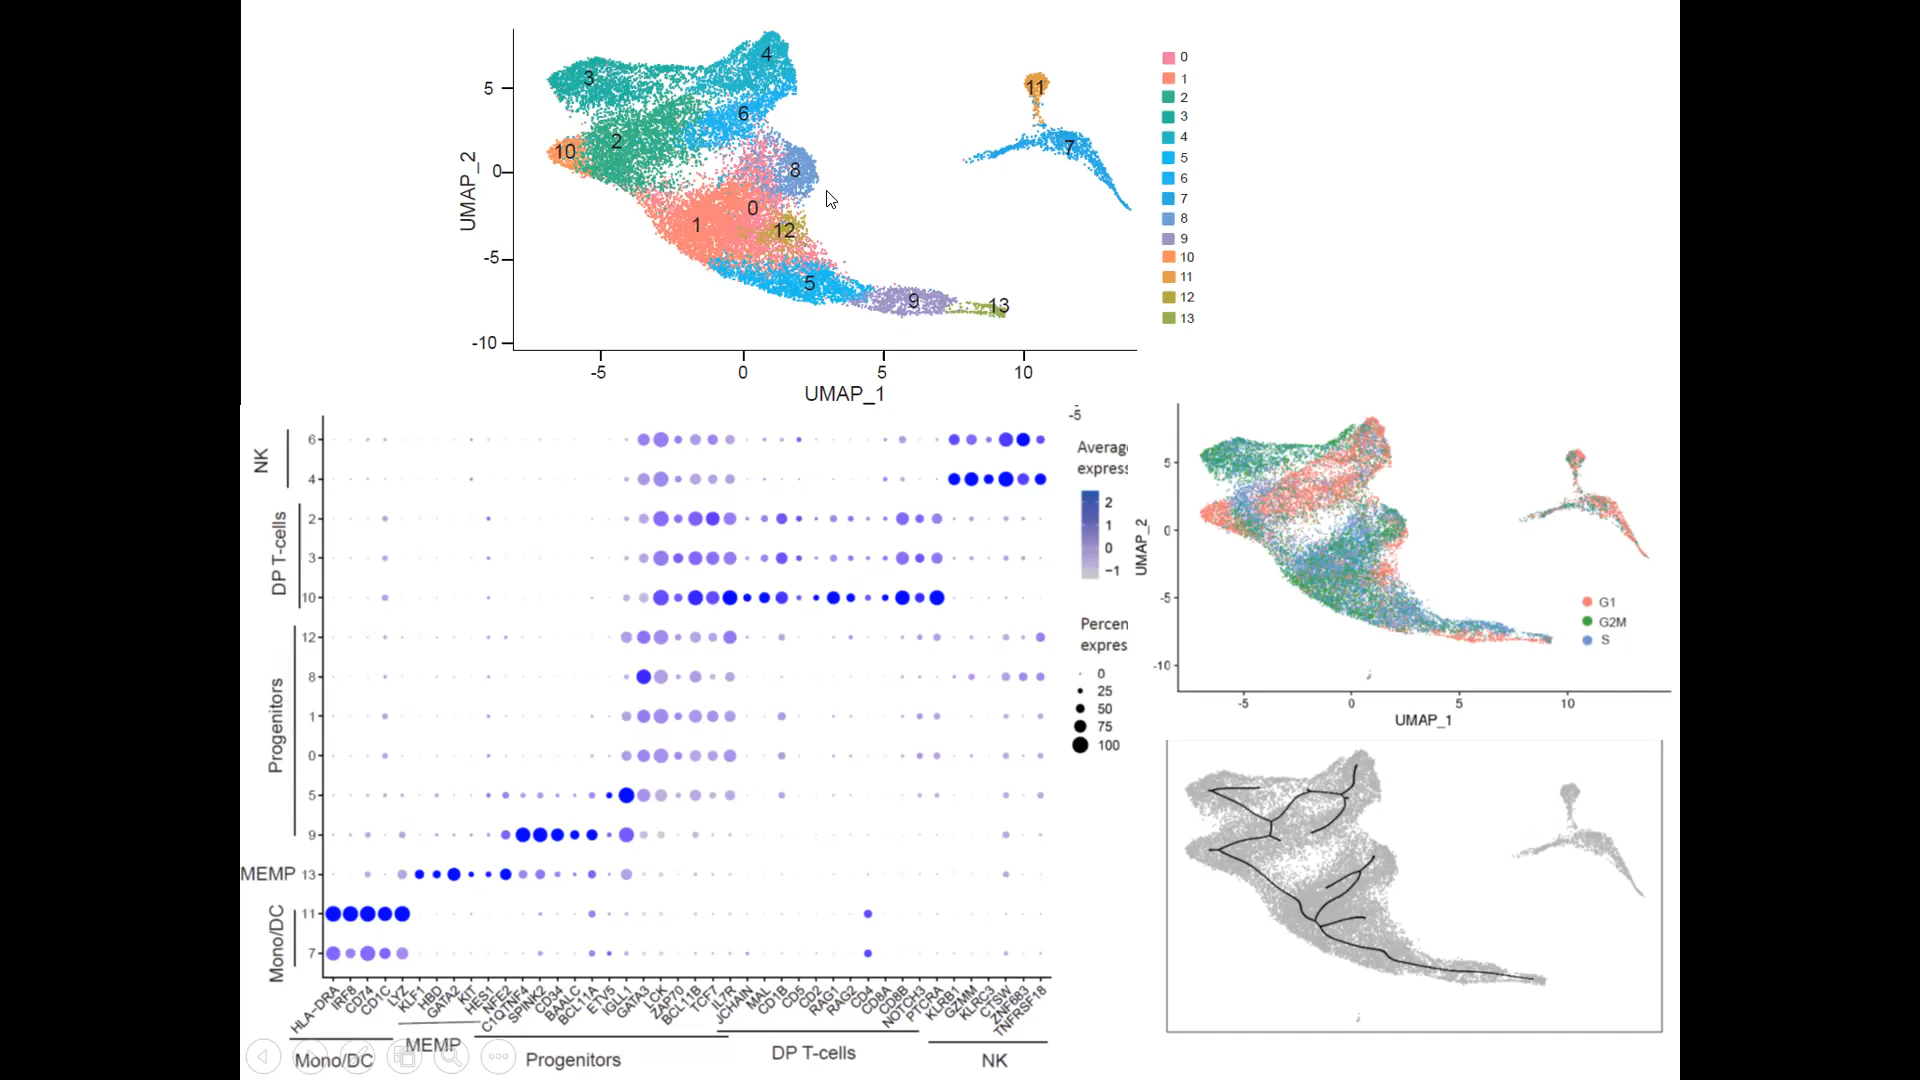 5
0
-5
-10
UMAP_2
-5
0
5
10
UMAP_1
3
4
6
2
10
8
0
1
12
5
9
13
11
7
0
1
2
3
4
5
6
7
8
9
10
11
12
13
NK
DP T-cells
Progenitors
MEMP
Mono/DC
6
4
2
3
10
12
8
1
0
5
9
13
11
7
HLA-DRA
IRF8
CD74
CD1C
LYZ
KLF1
HBD
GATA2
KIT
HES1
NFE2
C1QTNF4
SPINK2
CD34
BAALC
BCL11A
ETV5
IGLL1
GATA3
LCK
ZAP70
BCL11B
TCF7
IL7R
JCHAIN
MAL
CD1B
CD5
CD2
RAG1
RAG2
CD4
CD8A
CD8B
NOTCH3
PTCRA
KLRB1
GZMM
KLRC3
CTSW
ZNF683
TNFRSF18
Mono/DC
MEMP
Progenitors
DP T-cells
NK
-5
Averag
express
2
1
0
−1
Percen
expres
0
25
50
75
100
5
0
-5
-10
UMAP_2
-5
0
5
10
UMAP_1
G1
G2M
S